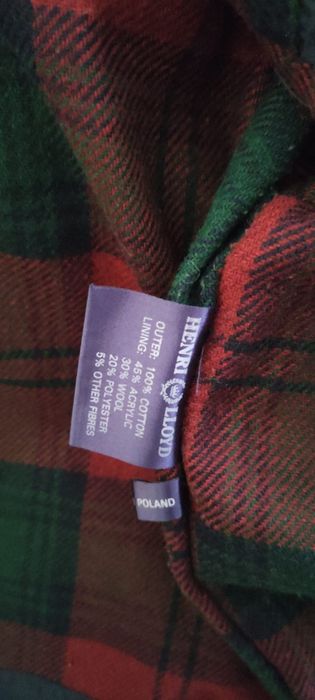 HENRI LLOYD
OUTER: 100% COTTON
LINING: 45% ACRYLIC
30% WOOL
20% POLYESTER
5% OTHER FIBRES
POLAND